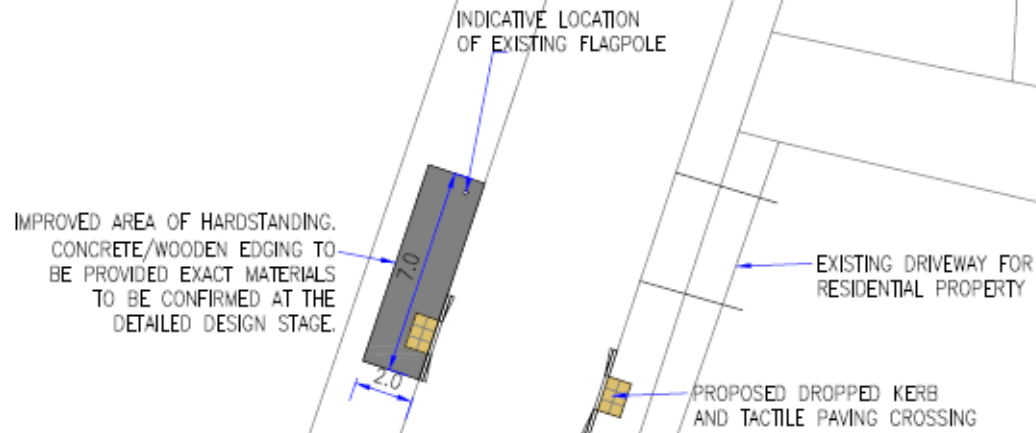 INDICATIVE LOCATION
OF EXISTING FLAGPOLE
IMPROVED AREA OF HARDSTANDING.
CONCRETE/WOODEN EDGING TO
BE PROVIDED EXACT MATERIALS
TO BE CONFIRMED AT THE
DETAILED DESIGN STAGE.
7.0
2.0
EXISTING DRIVEWAY FOR
RESIDENTIAL PROPERTY
PROPOSED DROPPED KERB
AND TACTILE PAVING CROSSING